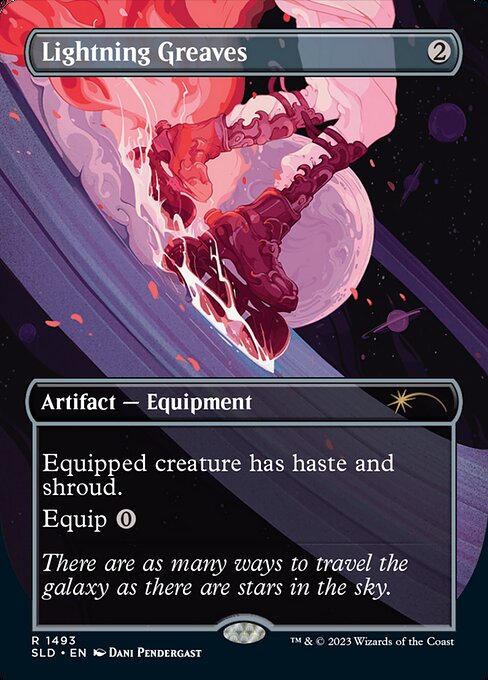 Lightning Greaves 2
Artifact — Equipment
Equipped creature has haste and
shroud.
Equip 0
There are as many ways to travel the
galaxy as there are stars in the sky.
R 1493
SLD • EN Dani Pendergast
™ & © 2023 Wizards of the Coast